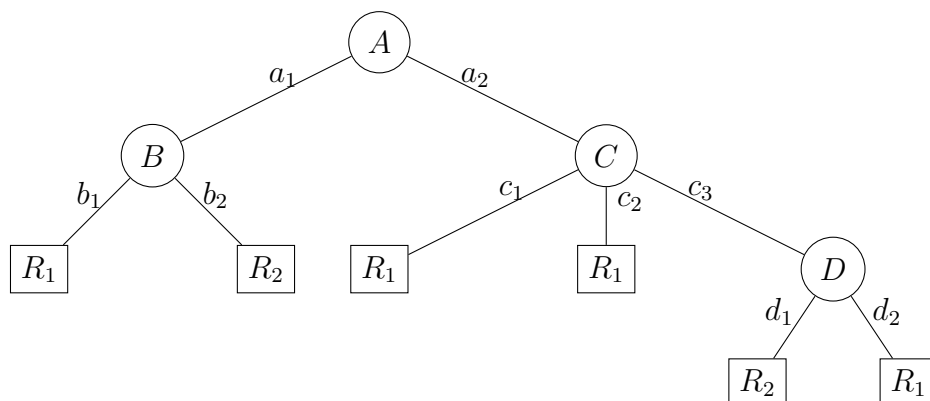 A
a₁ a₂
B C
b₁ b₂ c₁ c₂ c₃
R₁ R₂ R₁ R₁ D
d₁ d₂
R₂ R₁